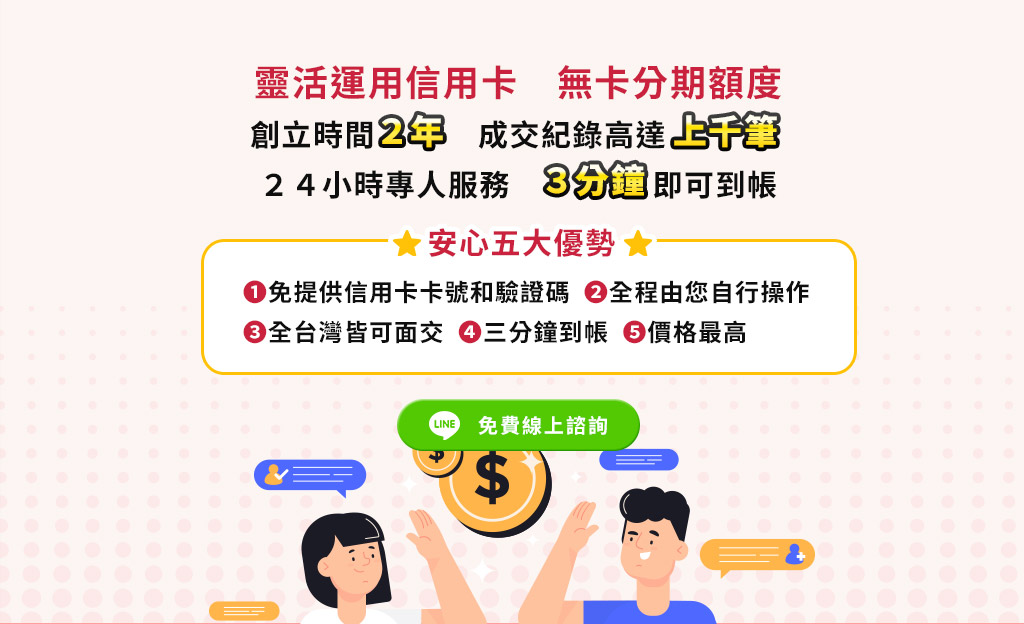 靈活運用信用卡　無卡分期額度
創立時間2年　成交紀錄高達上千筆
２４小時專人服務　3分鐘即可到帳
安心五大優勢
❶免提供信用卡卡號和驗證碼 ❷全程由您自行操作
❸全台灣皆可面交 ❹三分鐘到帳 ❺價格最高
LINE 免費線上諮詢
$ $